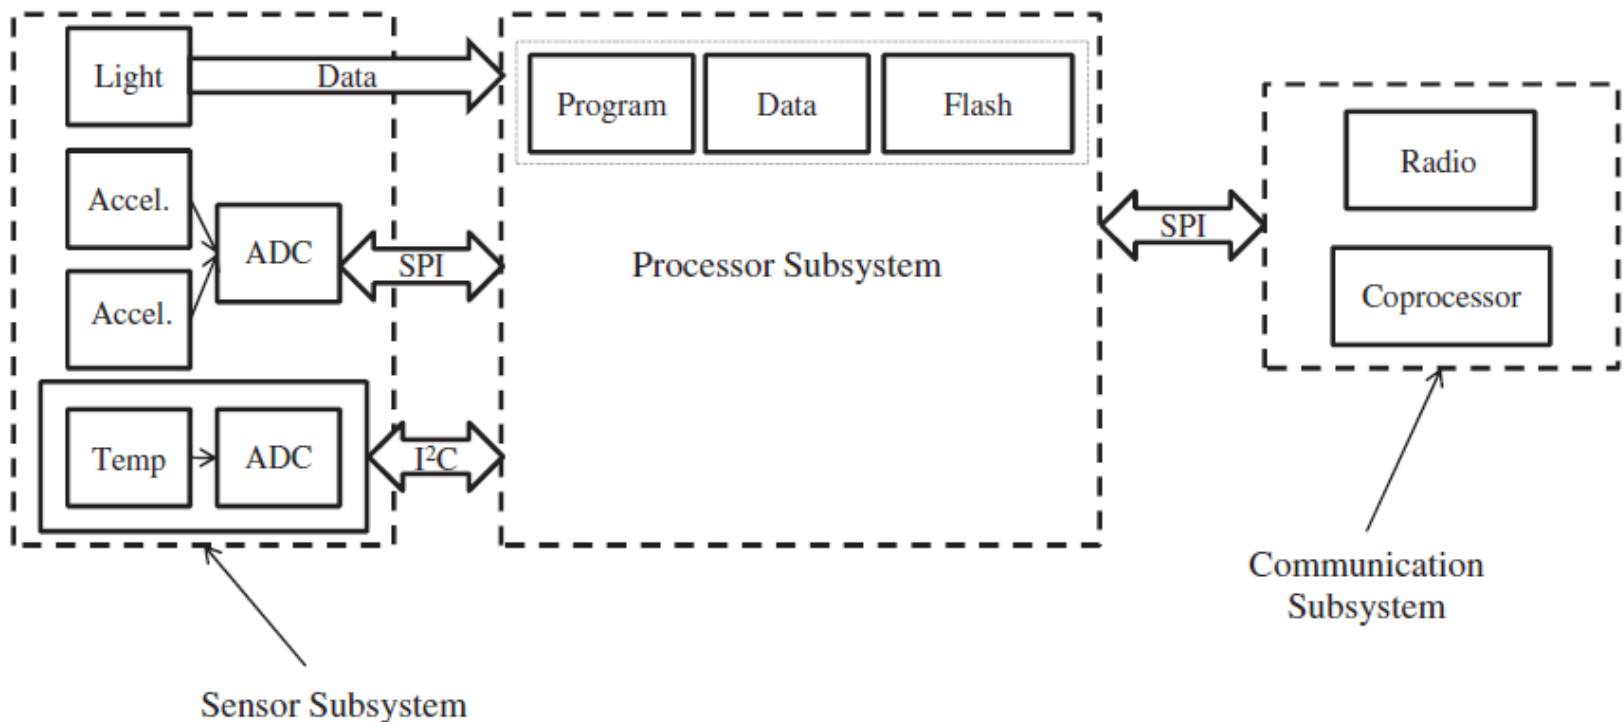 Light
Data
Program
Data
Flash
Radio
Accel.
ADC
SPI
Processor Subsystem
SPI
Accel.
Coprocessor
Temp
ADC
I²C
Communication
Subsystem
Sensor Subsystem